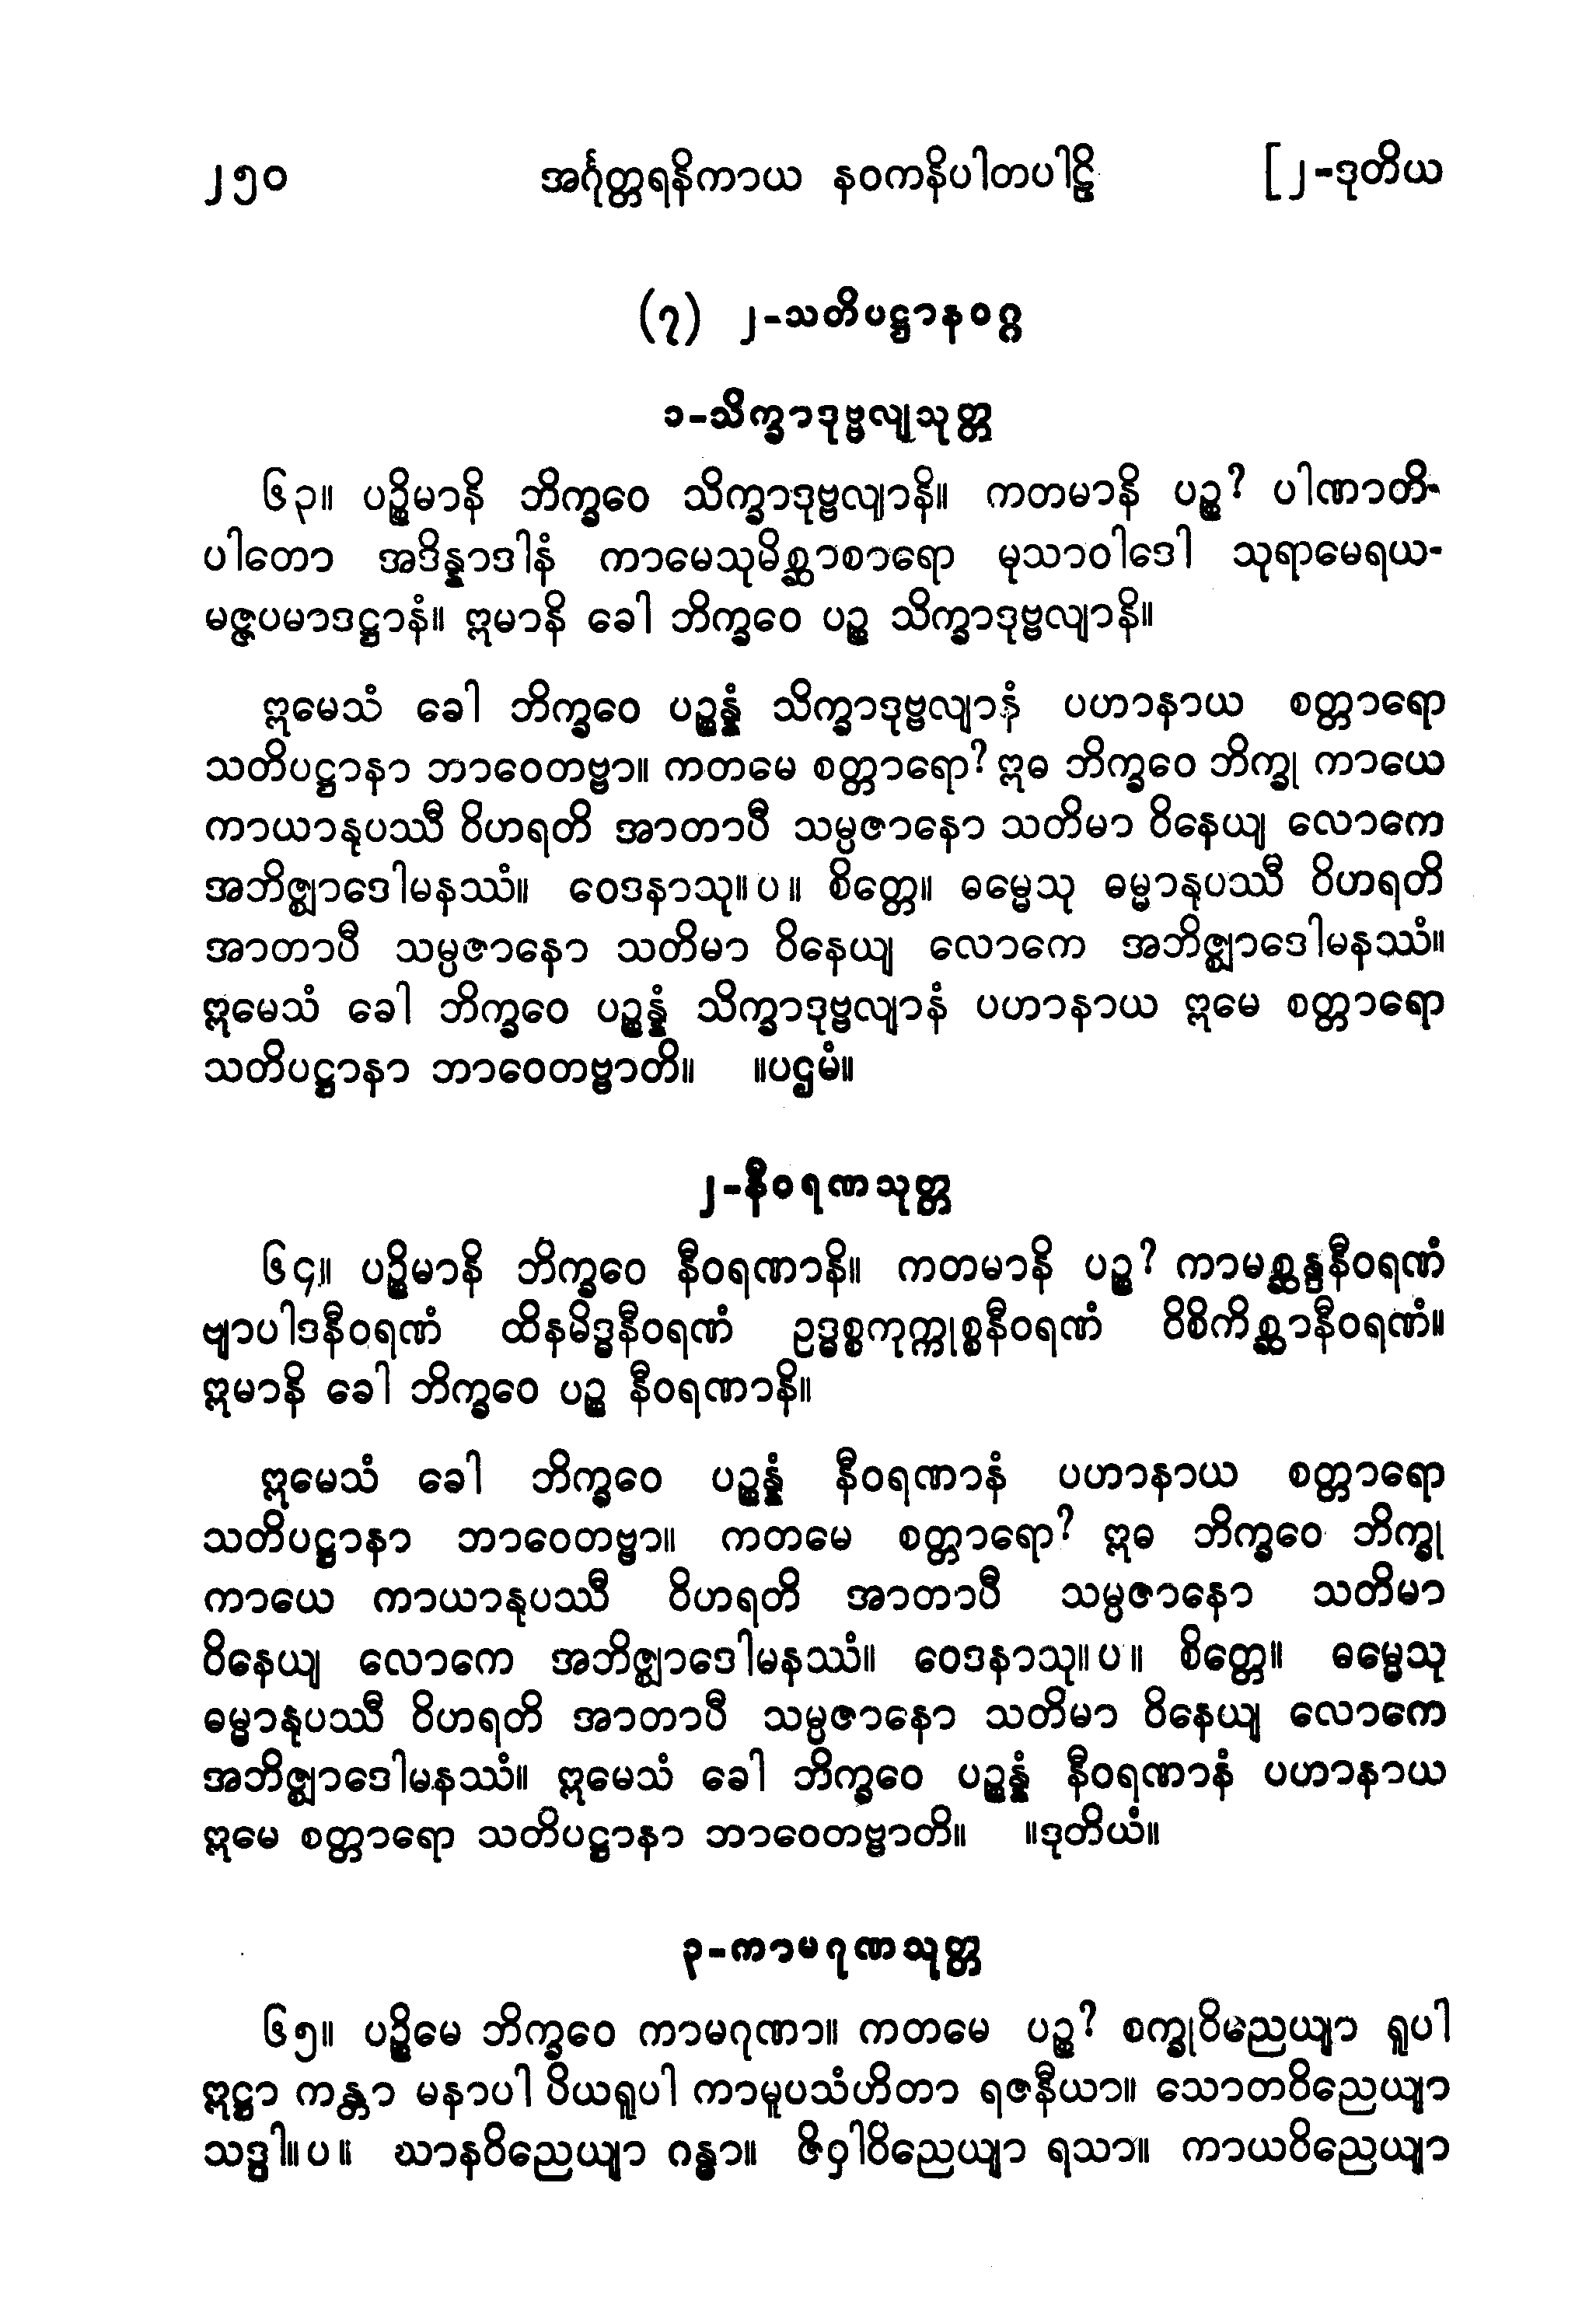 ၂၅၀ အင်္ဂုတ္တရနိကာယ နဝကနိပါတပါဠိ [၂-ဒုတိယ
(၇) ၂-သတိပဋ္ဌာနဝဂ္ဂ
၁-သိက္ခာဒုဗ္ဗလျသုတ္တ
၆၃။ ပဉ္စိမာနိ ဘိက္ခဝေ သိက္ခာဒုဗ္ဗလျာနိ။ ကတမာနိ ပဉ္စ? ပါဏာတိ-
ပါတော အဒိန္နာဒါနံ ကာမေသုမိစ္ဆာစာရော မုသာဝါဒေါ သုရာမေရယ-
မဇ္ဇပမာဒဋ္ဌာနံ။ ဣမာနိ ခေါ ဘိက္ခဝေ ပဉ္စ သိက္ခာဒုဗ္ဗလျာနိ။
ဣမေသံ ခေါ ဘိက္ခဝေ ပဉ္စန္နံ သိက္ခာဒုဗ္ဗလျာနံ ပဟာနာယ စတ္တာရော
သတိပဋ္ဌာနာ ဘာဝေတဗ္ဗာ။ ကတမေ စတ္တာရော? ဣဓ ဘိက္ခဝေ ဘိက္ခု ကာယေ
ကာယာနုပဿီ ဝိဟရတိ အာတာပီ သမ္ပဇာနော သတိမာ ဝိနေယျ လောကေ
အဘိဇ္ဈာဒေါမနဿံ။ ဝေဒနာသု။ပ။ စိတ္တေ။ ဓမ္မေသု ဓမ္မာနုပဿီ ဝိဟရတိ
အာတာပီ သမ္ပဇာနော သတိမာ ဝိနေယျ လောကေ အဘိဇ္ဈာဒေါမနဿံ။
ဣမေသံ ခေါ ဘိက္ခဝေ ပဉ္စန္နံ သိက္ခာဒုဗ္ဗလျာနံ ပဟာနာယ ဣမေ စတ္တာရော
သတိပဋ္ဌာနာ ဘာဝေတဗ္ဗာတိ။ ။ပဌမံ။
၂-နီဝရဏသုတ္တ
၆၄။ ပဉ္စိမာနိ ဘိက္ခဝေ နီဝရဏာနိ။ ကတမာနိ ပဉ္စ? ကာမစ္ဆန္ဒနီဝရဏံ
ဗျာပါဒနီဝရဏံ ထိနမိဒ္ဓနီဝရဏံ ဥဒ္ဓစ္စကုက္ကုစ္စနီဝရဏံ ဝိစိကိစ္ဆာနီဝရဏံ။
ဣမာနိ ခေါ ဘိက္ခဝေ ပဉ္စ နီဝရဏာနိ။
ဣမေသံ ခေါ ဘိက္ခဝေ ပဉ္စန္နံ နီဝရဏာနံ ပဟာနာယ စတ္တာရော
သတိပဋ္ဌာနာ ဘာဝေတဗ္ဗာ။ ကတမေ စတ္တာရော? ဣဓ ဘိက္ခဝေ ဘိက္ခု
ကာယေ ကာယာနုပဿီ ဝိဟရတိ အာတာပီ သမ္ပဇာနော သတိမာ
ဝိနေယျ လောကေ အဘိဇ္ဈာဒေါမနဿံ။ ဝေဒနာသု။ပ။ စိတ္တေ။ ဓမ္မေသု
ဓမ္မာနုပဿီ ဝိဟရတိ အာတာပီ သမ္ပဇာနော သတိမာ ဝိနေယျ လောကေ
အဘိဇ္ဈာဒေါမနဿံ။ ဣမေသံ ခေါ ဘိက္ခဝေ ပဉ္စန္နံ နီဝရဏာနံ ပဟာနာယ
ဣမေ စတ္တာရော သတိပဋ္ဌာနာ ဘာဝေတဗ္ဗာတိ။ ။ဒုတိယံ။
၃-ကာမဂုဏသုတ္တ
၆၅။ ပဉ္စိမေ ဘိက္ခဝေ ကာမဂုဏာ။ ကတမေ ပဉ္စ? စက္ခုဝိညေယျာ ရူပါ
ဣဋ္ဌာ ကန္တာ မနာပါ ပိယရူပါ ကာမူပသံဟိတာ ရဇနီယာ။ သောတဝိညေယျာ
သဒ္ဒါ။ပ။ ဃာနဝိညေယျာ ဂန္ဓာ။ ဇိဝှါဝိညေယျာ ရသာ။ ကာယဝိညေယျာ